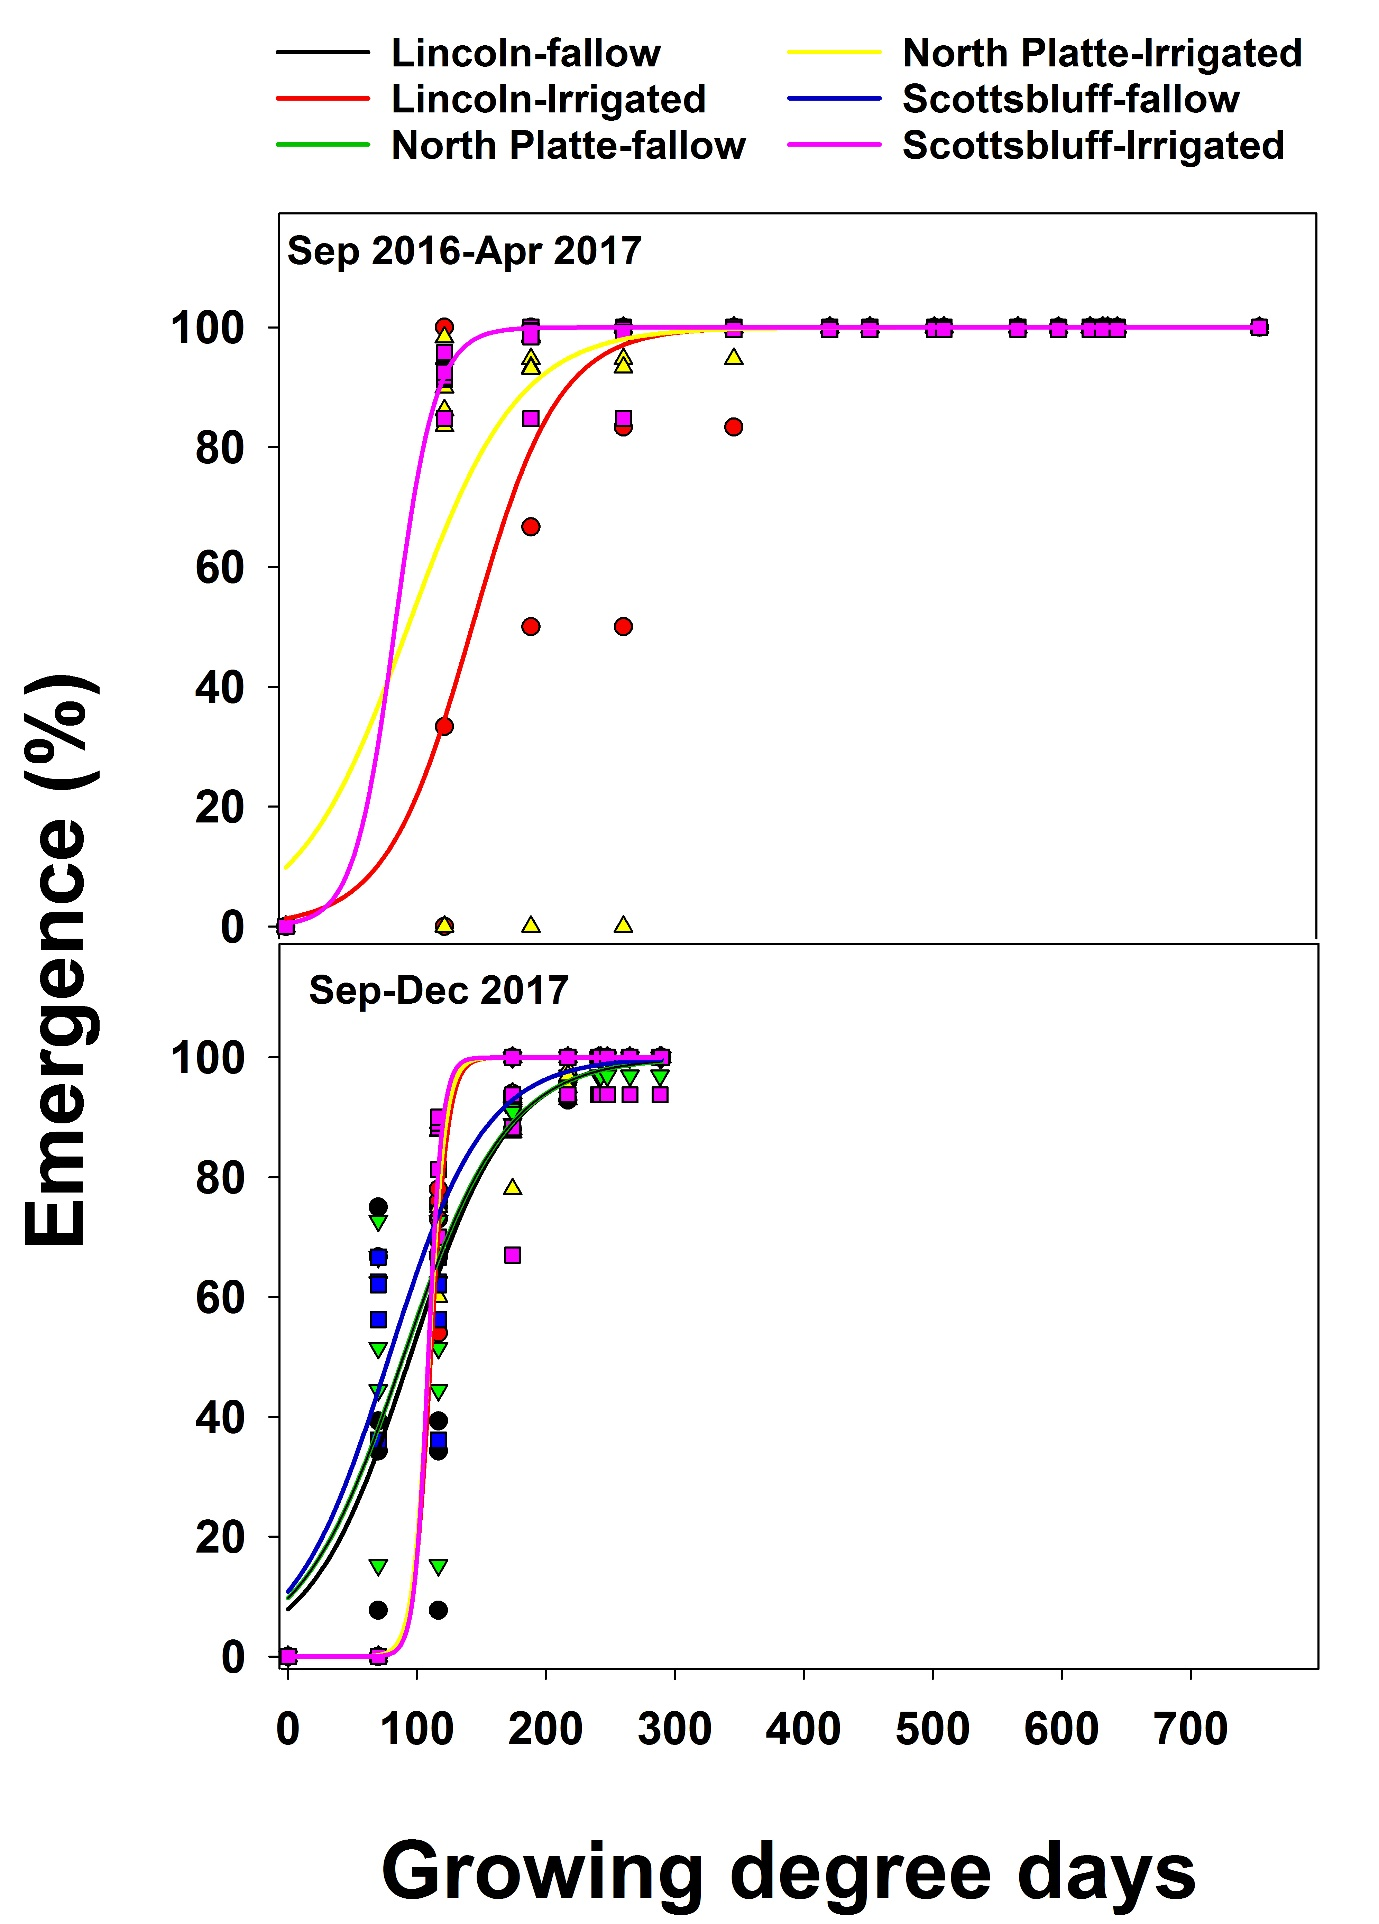 Lincoln-fallow
Lincoln-Irrigated
North Platte-fallow
North Platte-Irrigated
Scottsbluff-fallow
Scottsbluff-Irrigated
Sep 2016-Apr 2017
100
80
60
40
20
0
Emergence (%)
Sep-Dec 2017
100
80
60
40
20
0
0 100 200 300 400 500 600 700
Growing degree days